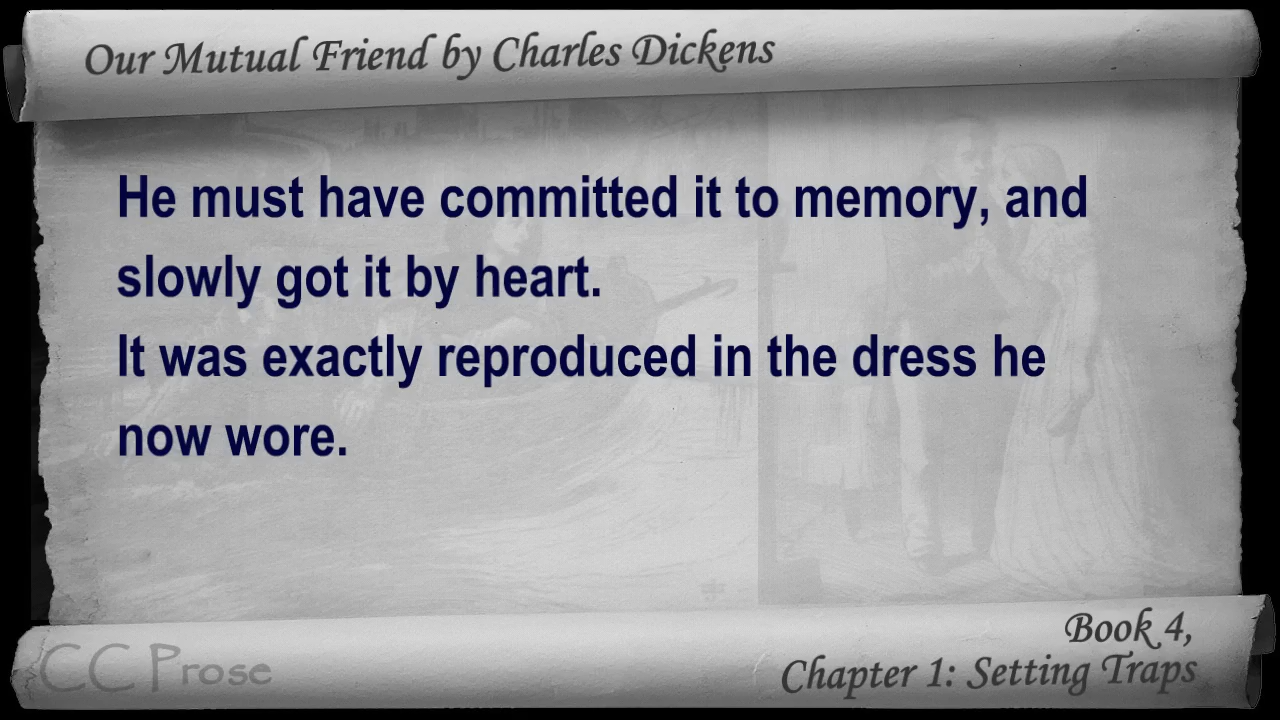 Our Mutual Friend by Charles Dickens
He must have committed it to memory, and
slowly got it by heart.
It was exactly reproduced in the dress he
now wore.
Book 4,
Chapter 1: Setting Traps
CC Prose